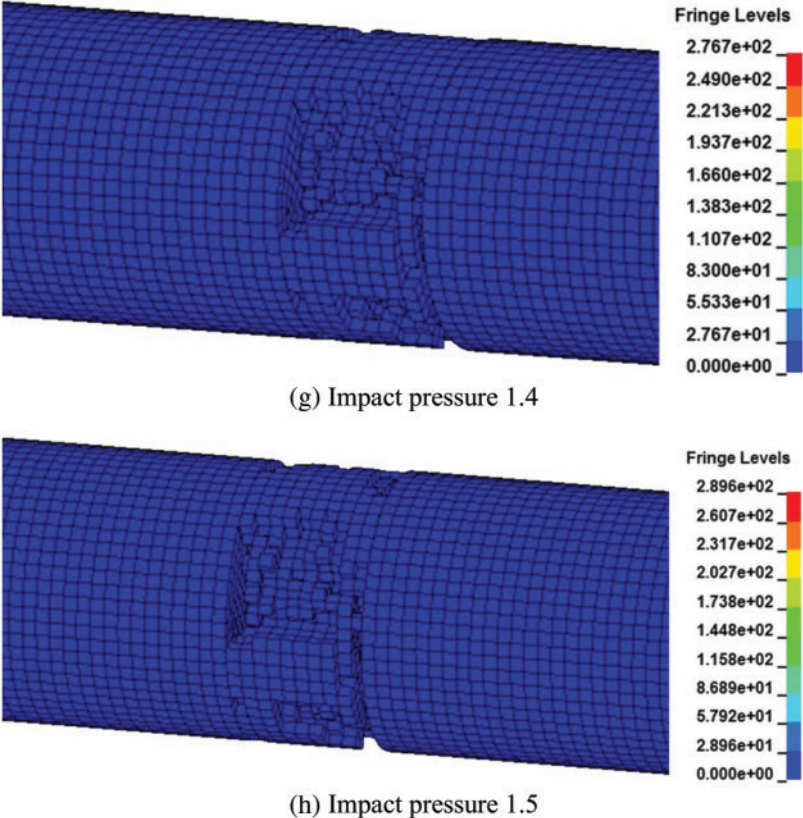 Fringe Levels
2.767e+02
2.490e+02
2.213e+02
1.937e+02
1.660e+02
1.383e+02
1.107e+02
8.300e+01
5.533e+01
2.767e+01
0.000e+00
(g) Impact pressure 1.4
Fringe Levels
2.896e+02
2.607e+02
2.317e+02
2.027e+02
1.738e+02
1.448e+02
1.158e+02
8.689e+01
5.792e+01
2.896e+01
0.000e+00
(h) Impact pressure 1.5